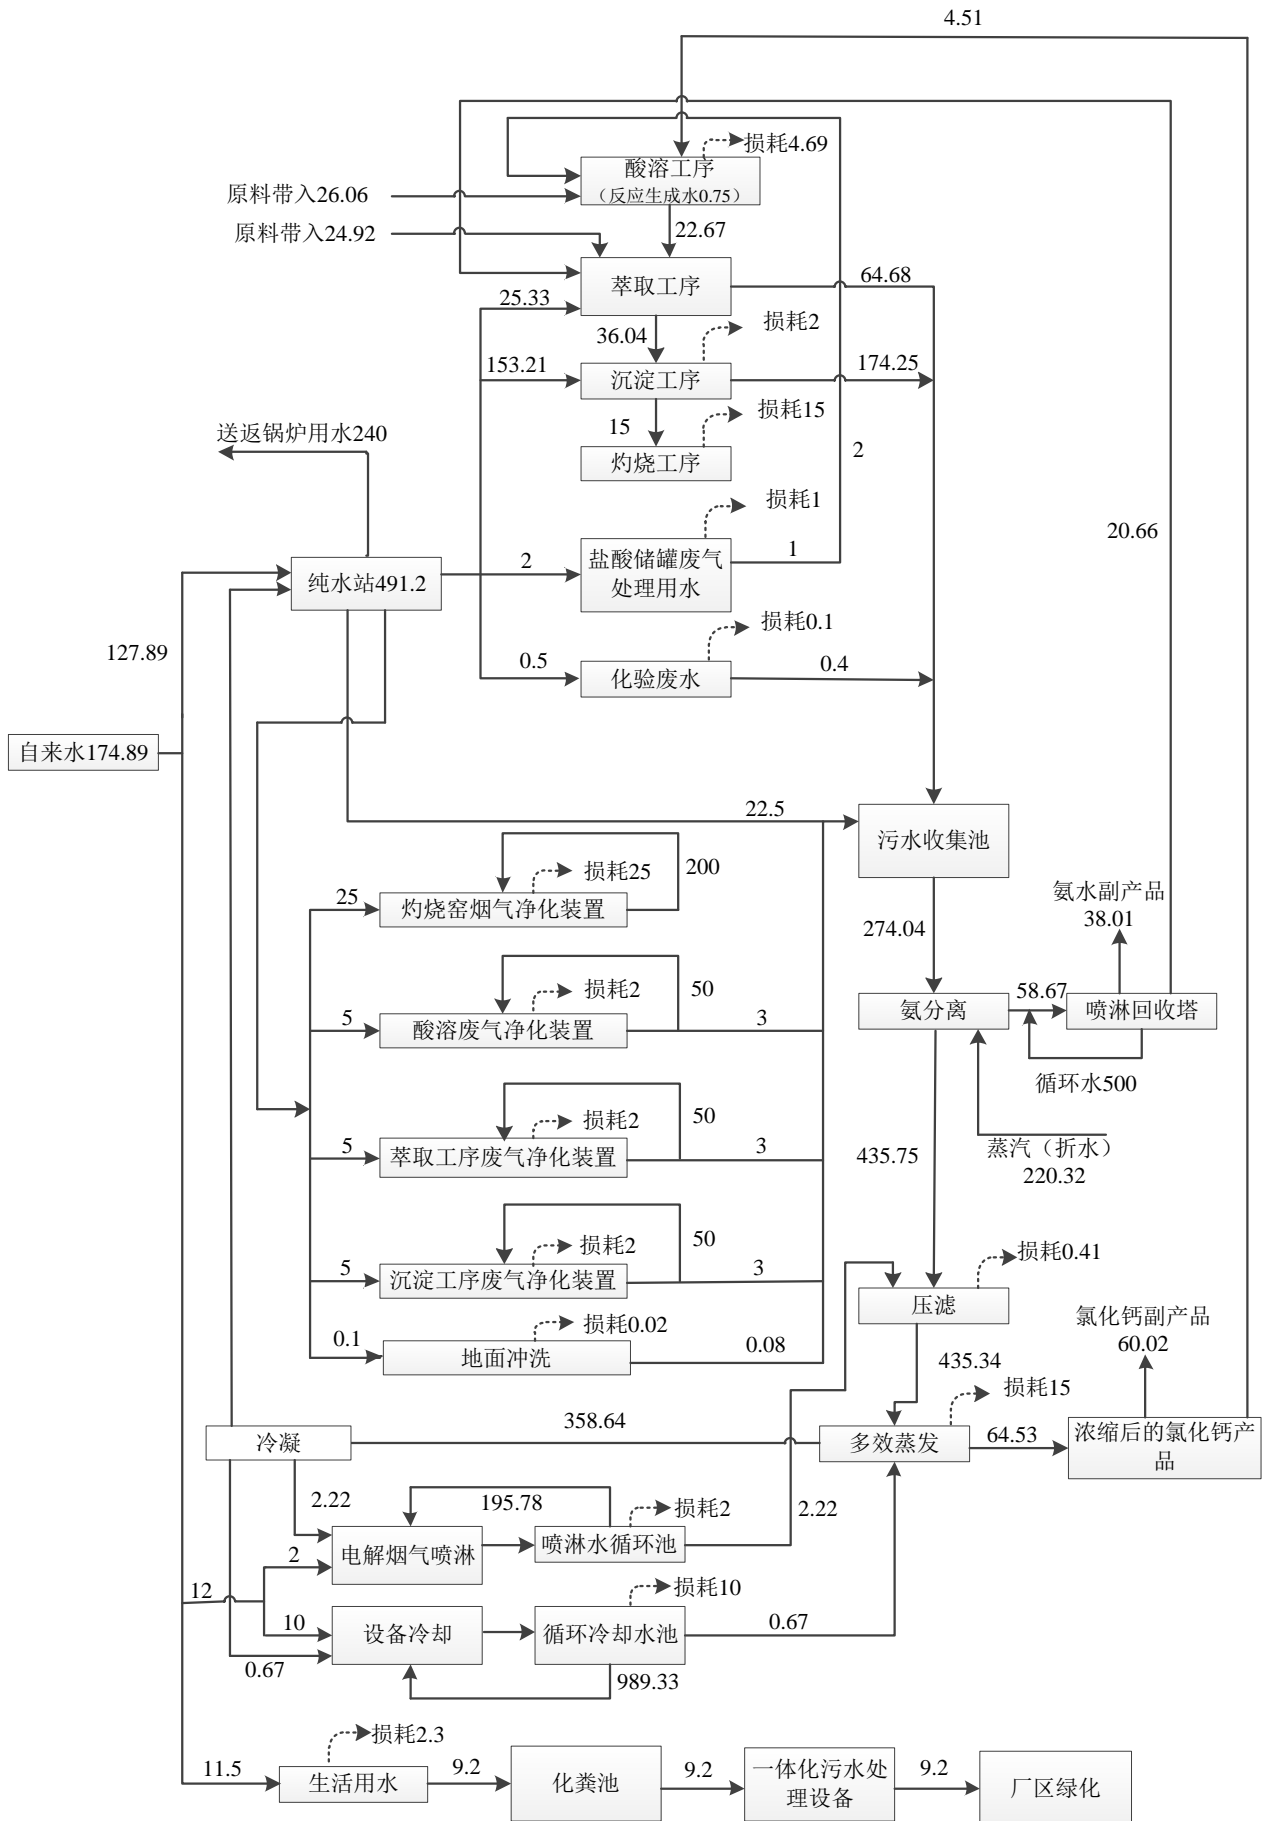 4.51
损耗4.69
酸溶工序
（反应生成水0.75）
原料带入26.06
原料带入24.92
22.67
萃取工序
64.68
25.33
36.04
损耗2
153.21
沉淀工序
174.25
损耗15
15
灼烧工序
送返锅炉用水240
2
损耗1
20.66
纯水站491.2
2
盐酸储罐废气
处理用水
1
127.89
损耗0.1
0.5
化验废水
0.4
自来水174.89
22.5
污水收集池
200
损耗25
25
灼烧窑烟气净化装置
274.04
氨水副产品
38.01
50
损耗2
5
酸溶废气净化装置
3
氨分离
58.67
喷淋回收塔
循环水500
50
损耗2
5
萃取工序废气净化装置
3
435.75
蒸汽（折水）
220.32
50
损耗2
5
沉淀工序废气净化装置
3
损耗0.41
压滤
损耗0.02
0.1
地面冲洗
0.08
氯化钙副产品
60.02
435.34
损耗15
冷凝
358.64
多效蒸发
64.53
浓缩后的氯化钙产
品
2.22
195.78
损耗2
2.22
电解烟气喷淋
喷淋水循环池
2
12
损耗10
10
设备冷却
循环冷却水池
0.67
0.67
989.33
损耗2.3
11.5
生活用水
9.2
化粪池
9.2
一体化污水处
理设备
9.2
厂区绿化